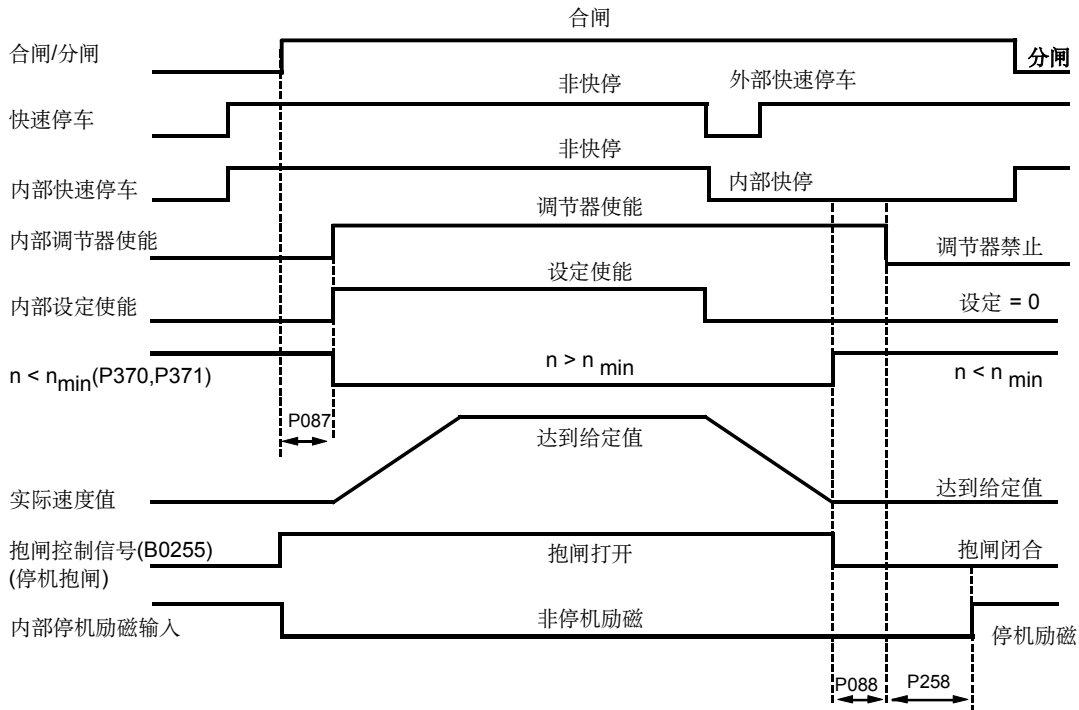 合闸
合闸/分闸
分闸
非快停
外部快速停车
快速停车
非快停
内部快速停车
内部快停
调节器使能
内部调节器使能
调节器禁止
设定使能
内部设定使能
设定 = 0
n < nmin(P370,P371)
n > n min
n < n min
P087
达到给定值
实际速度值
达到给定值
抱闸控制信号(B0255)
(停机抱闸)
抱闸打开
抱闸闭合
内部停机励磁输入
非停机励磁
停机励磁
P088
P258